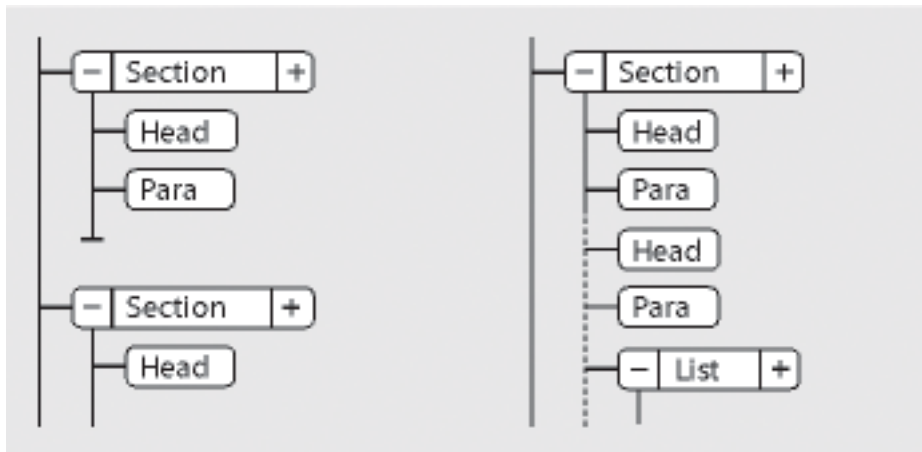 − Section +
Head
Para
− Section +
Head
− Section +
Head
Para
Head
Para
− List +